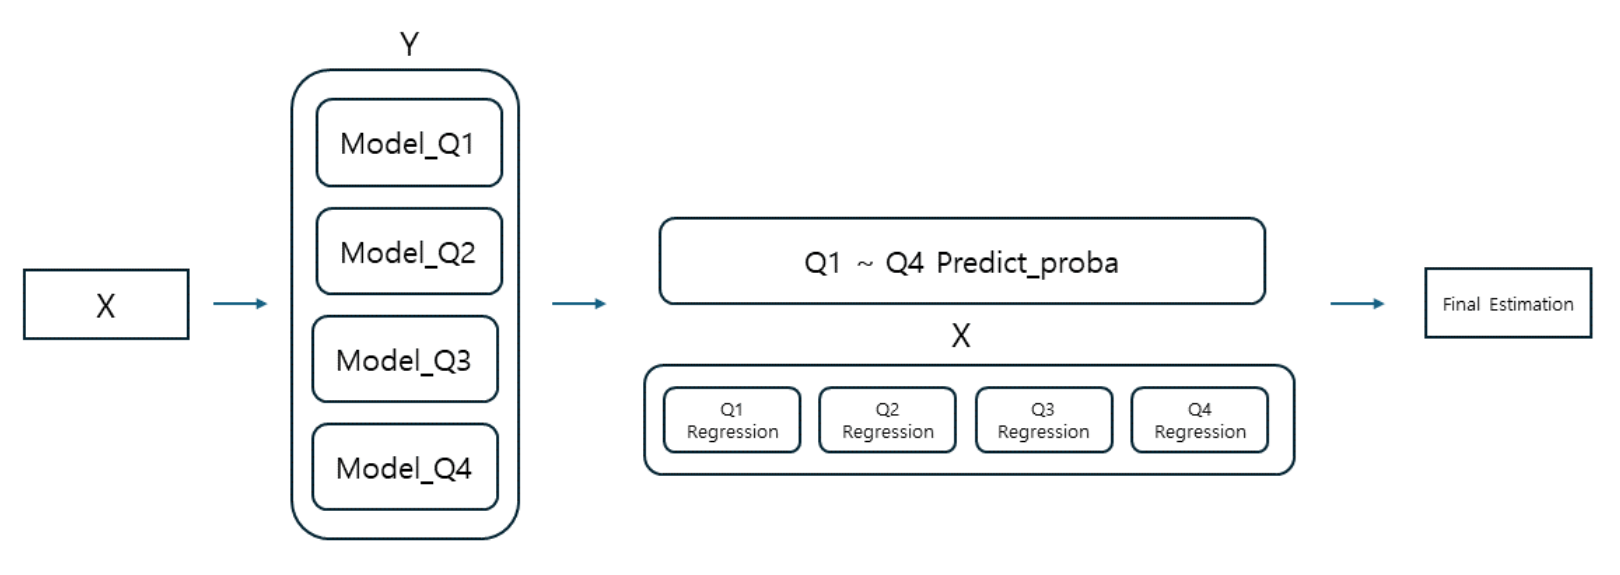 Y
Model_Q1
Model_Q2
Model_Q3
Model_Q4
X
Q1 ~ Q4 Predict_proba
X
Q1
Regression
Q2
Regression
Q3
Regression
Q4
Regression
Final Estimation